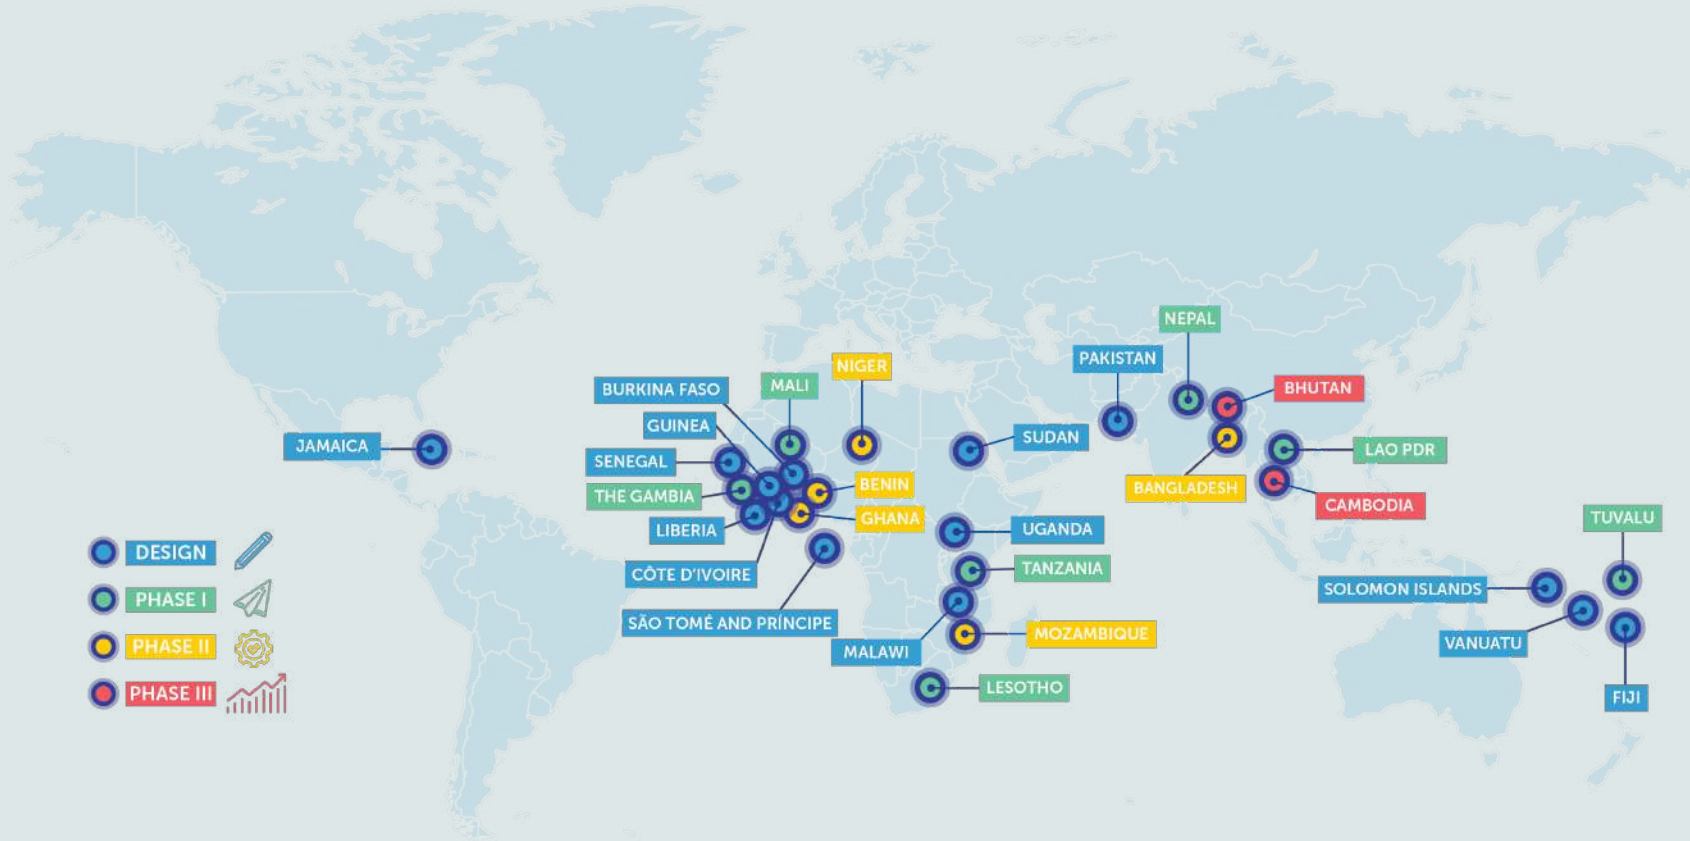 NEPAL
PAKISTAN
NIGER
MALI
BURKINA FASO
BHUTAN
GUINEA
SUDAN
JAMAICA
LAO PDR
SENEGAL
BENIN
BANGLADESH
THE GAMBIA
CAMBODIA
GHANA
TUVALU
LIBERIA
UGANDA
DESIGN
TANZANIA
CÔTE D'IVOIRE
SOLOMON ISLANDS
PHASE I
SÃO TOMÉ AND PRÍNCIPE
MOZAMBIQUE
VANUATU
PHASE II
MALAWI
LESOTHO
PHASE III
FIJI